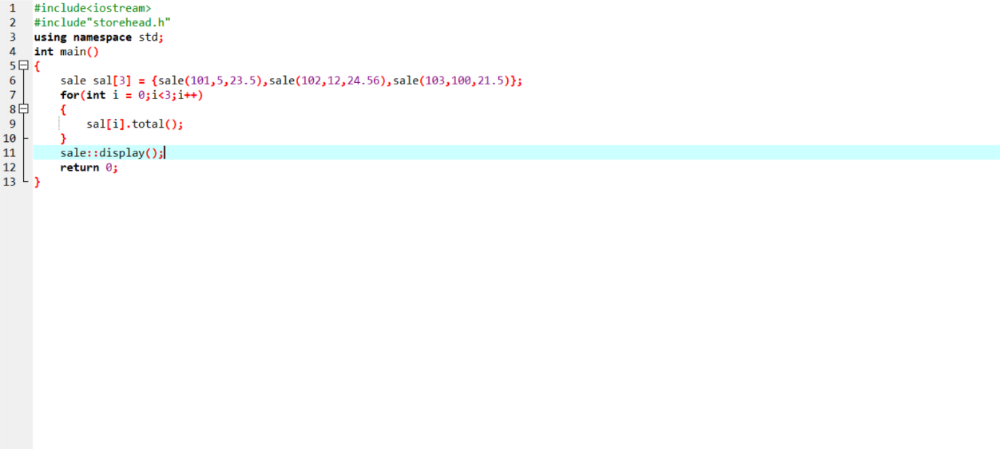 1 #include<iostream>
2 #include"storehead.h"
3 using namespace std;
4 int main()
5 {
6 sale sal[3] = {sale(101,5,23.5),sale(102,12,24.56),sale(103,100,21.5)};
7 for(int i = 0;i<3;i++)
8 {
9 sal[i].total();
10 }
11 sale::display();
12 return 0;
13 }